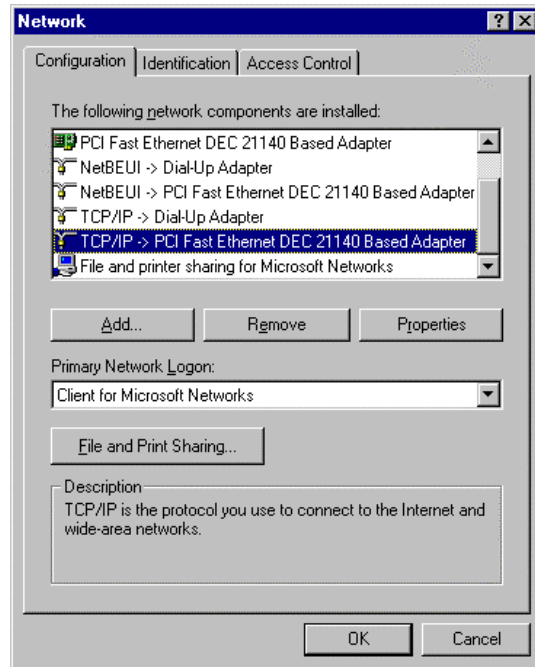 Network
Configuration Identification Access Control
The following network components are installed:
PCI Fast Ethernet DEC 21140 Based Adapter
NetBEUI -> Dial-Up Adapter
NetBEUI -> PCI Fast Ethernet DEC 21140 Based Adapter
TCP/IP -> Dial-Up Adapter
TCP/IP -> PCI Fast Ethernet DEC 21140 Based Adapter
File and printer sharing for Microsoft Networks
Add... Remove Properties
Primary Network Logon:
Client for Microsoft Networks
File and Print Sharing...
Description
TCP/IP is the protocol you use to connect to the Internet and
wide-area networks.
OK Cancel